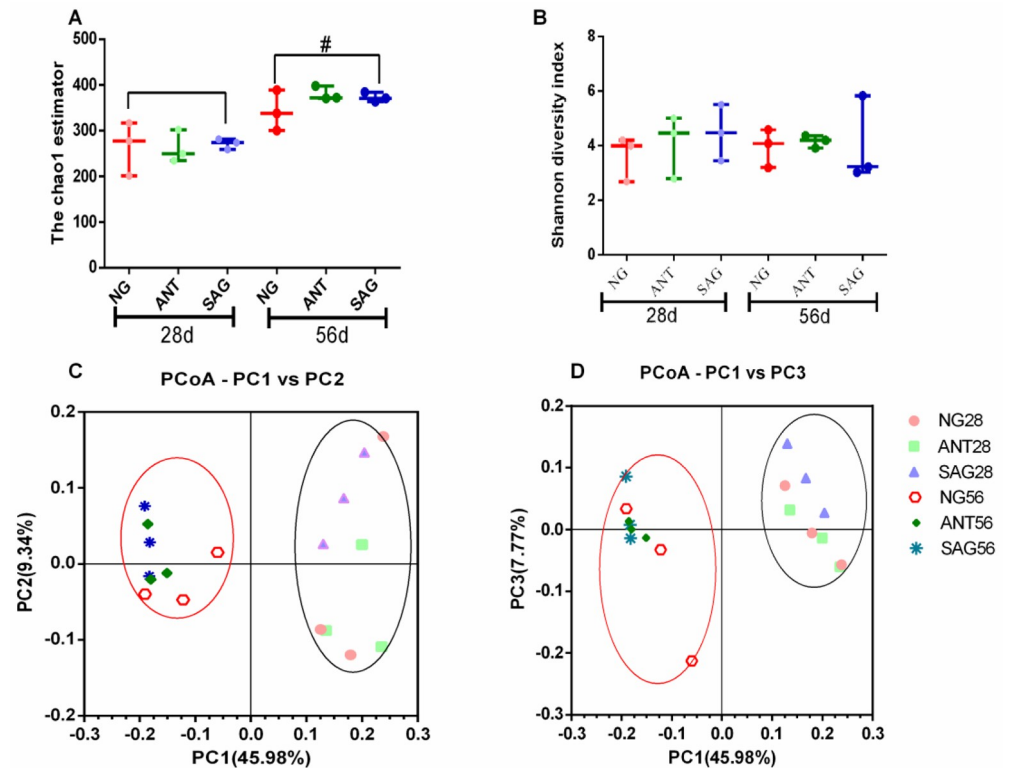 A
The chao1 estimator
500
400
300
200
100
0
#
NG
ANT
SAG
NG
ANT
SAG
28d
56d
B
Shannon diversity index
8
6
4
2
0
NG
ANT
SAG
NG
ANT
SAG
28d
56d
C
PCoA - PC1 vs PC2
PC2(9.34%)
0.2
0.1
0.0
-0.1
-0.2
-0.3
-0.2
-0.1
0.0
0.1
0.2
0.3
PC1(45.98%)
D
PCoA - PC1 vs PC3
PC3(7.77%)
0.2
0.1
0.0
-0.1
-0.2
-0.3
-0.3
-0.2
-0.1
0.0
0.1
0.2
0.3
PC1(45.98%)
NG28
ANT28
SAG28
NG56
ANT56
SAG56